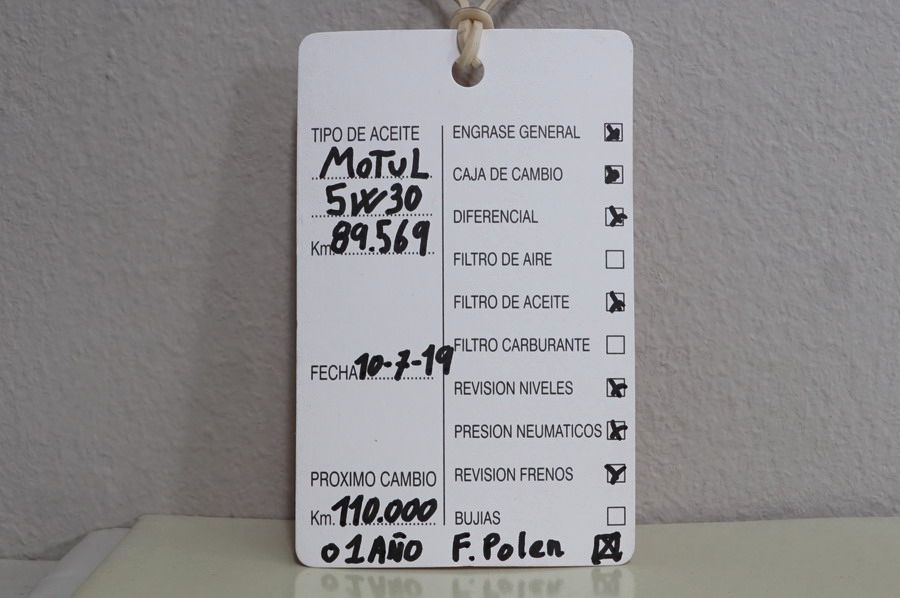 TIPO DE ACEITE
MOTUL
5W30
Km. 89.569
FECHA 10-7-19
PROXIMO CAMBIO
Km. 110.000
o 1 AÑO
ENGRASE GENERAL
CAJA DE CAMBIO
DIFERENCIAL
FILTRO DE AIRE
FILTRO DE ACEITE
FILTRO CARBURANTE
REVISION NIVELES
PRESION NEUMATICOS
REVISION FRENOS
BUJIAS
F. Polen